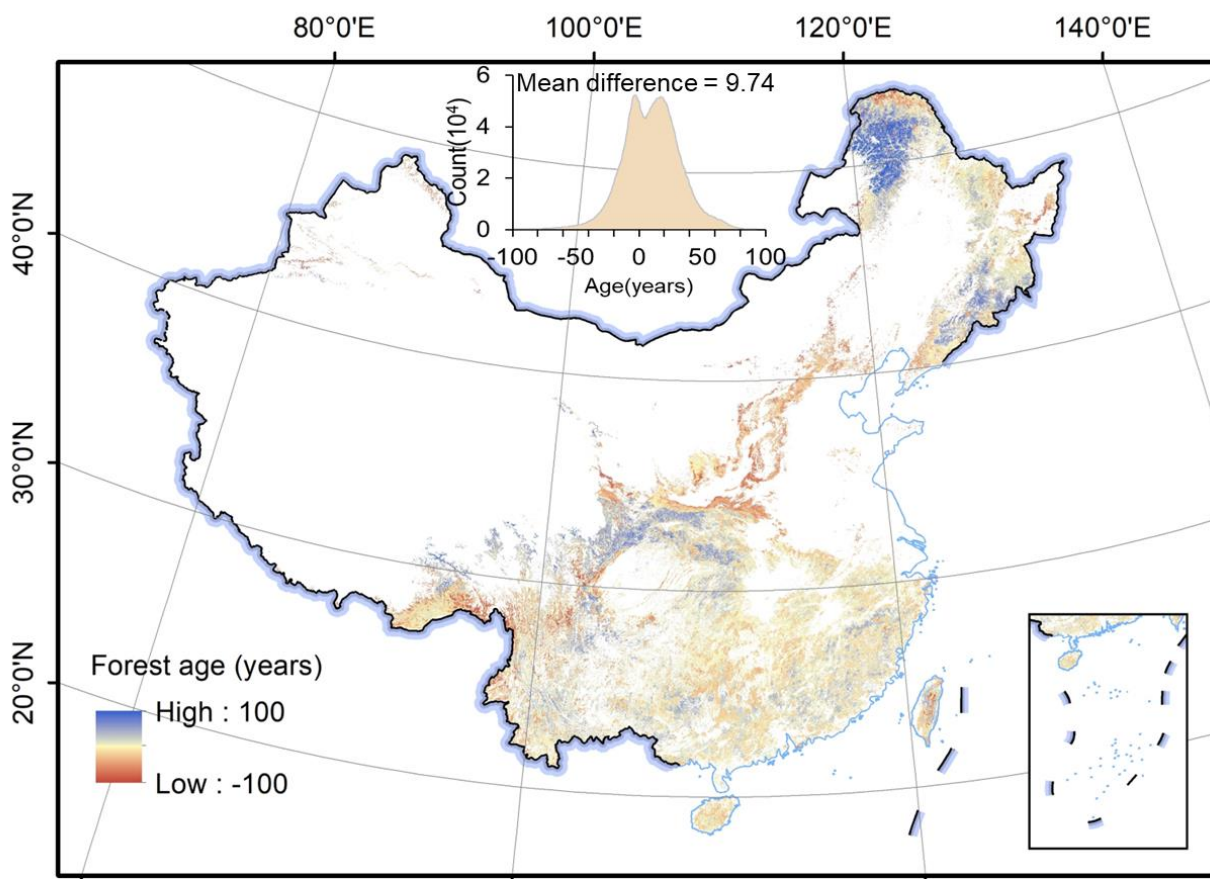 80°0'E 100°0'E 120°0'E 140°0'E
40°0'N
30°0'N
20°0'N
Mean difference = 9.74
Count(10⁴)
6
4
2
0
-100 -50 0 50 100
Age(years)
Forest age (years)
High : 100
Low : -100